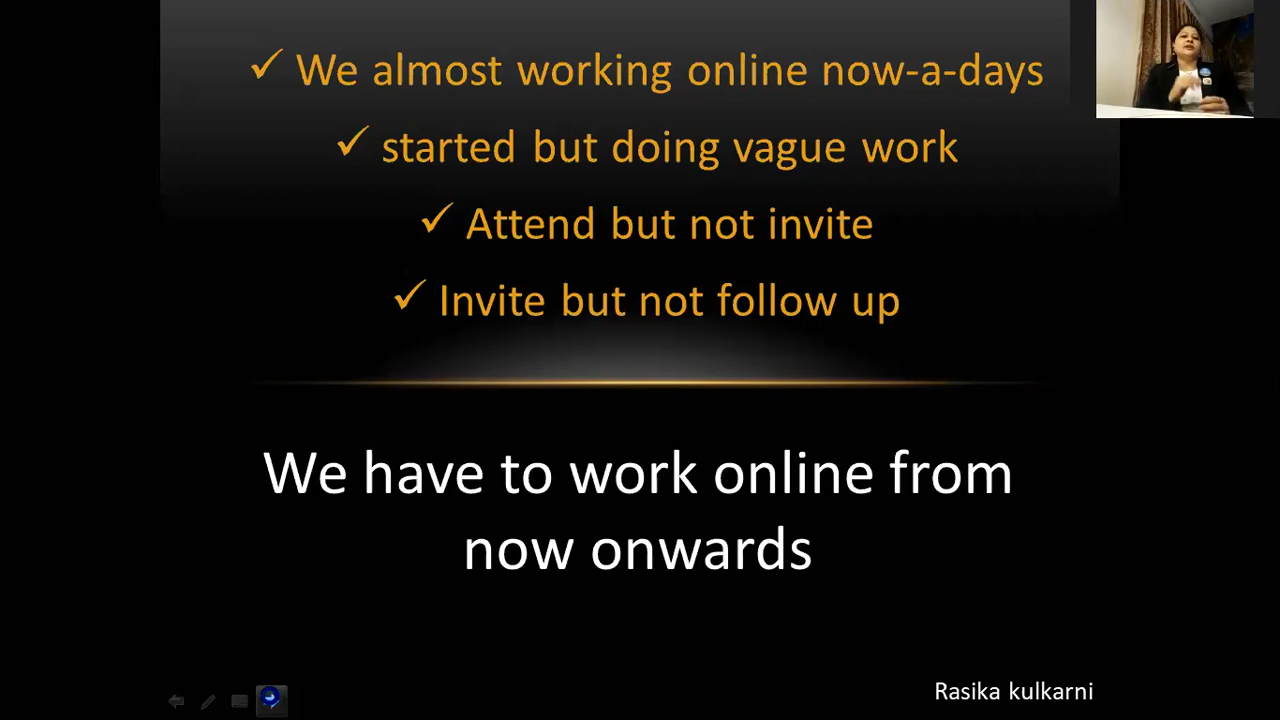 ✓ We almost working online now-a-days
✓ started but doing vague work
✓ Attend but not invite
✓ Invite but not follow up
We have to work online from
now onwards
Rasika kulkarni